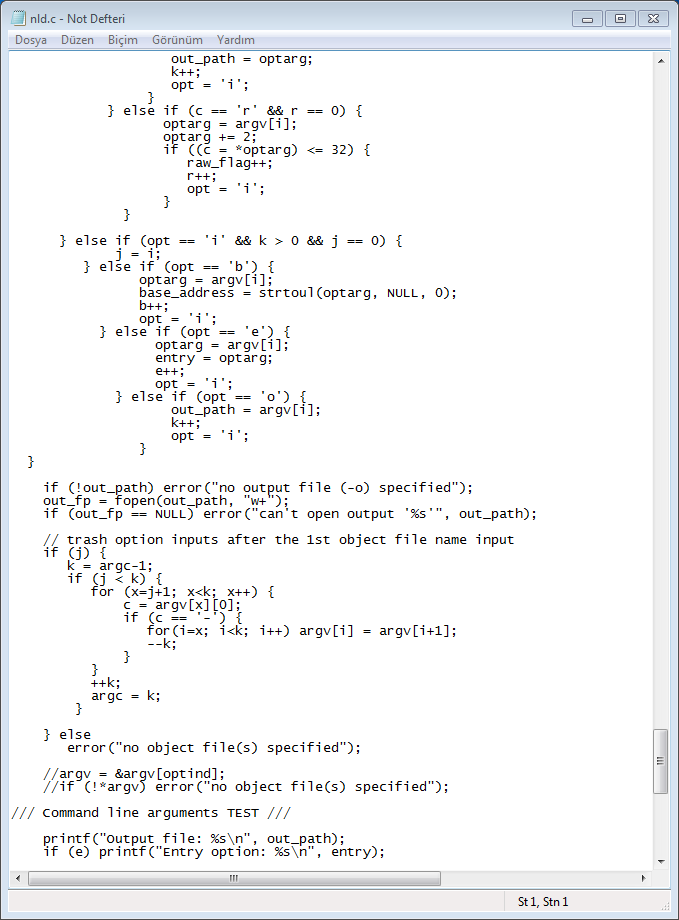 nld.c - Not Defteri
Dosya Düzen Biçim Görünüm Yardım
                    out_path = optarg;
                    k++;
                    opt = 'i';
                 }
            } else if (c == 'r' && r == 0) {
                   optarg = argv[i];
                   optarg += 2;
                   if ((c = *optarg) <= 32) {
                      raw_flag++;
                      r++;
                      opt = 'i';
                   }
              }

      } else if (opt == 'i' && k > 0 && j == 0) {
             j = i;
         } else if (opt == 'b') {
                optarg = argv[i];
                base_address = strtoul(optarg, NULL, 0);
                b++;
                opt = 'i';
           } else if (opt == 'e') {
                  optarg = argv[i];
                  entry = optarg;
                  e++;
                  opt = 'i';
             } else if (opt == 'o') {
                    out_path = argv[i];
                    k++;
                    opt = 'i';
                }
  }

    if (!out_path) error("no output file (-o) specified");
    out_fp = fopen(out_path, "w+");
    if (out_fp == NULL) error("can't open output '%s'", out_path);

    // trash option inputs after the 1st object file name input
    if (j) {
       k = argc-1;
       if (j < k) {
          for (x=j+1; x<k; x++) {
              c = argv[x][0];
              if (c == '-') {
                 for(i=x; i<k; i++) argv[i] = argv[i+1];
                 --k;
              }
          }
          ++k;
          argc = k;
        }

    } else
       error("no object file(s) specified");

    //argv = &argv[optind];
    //if (!*argv) error("no object file(s) specified");

/// Command line arguments TEST ///

    printf("Output file: %s\n", out_path);
    if (e) printf("Entry option: %s\n", entry);
St 1, Stn 1